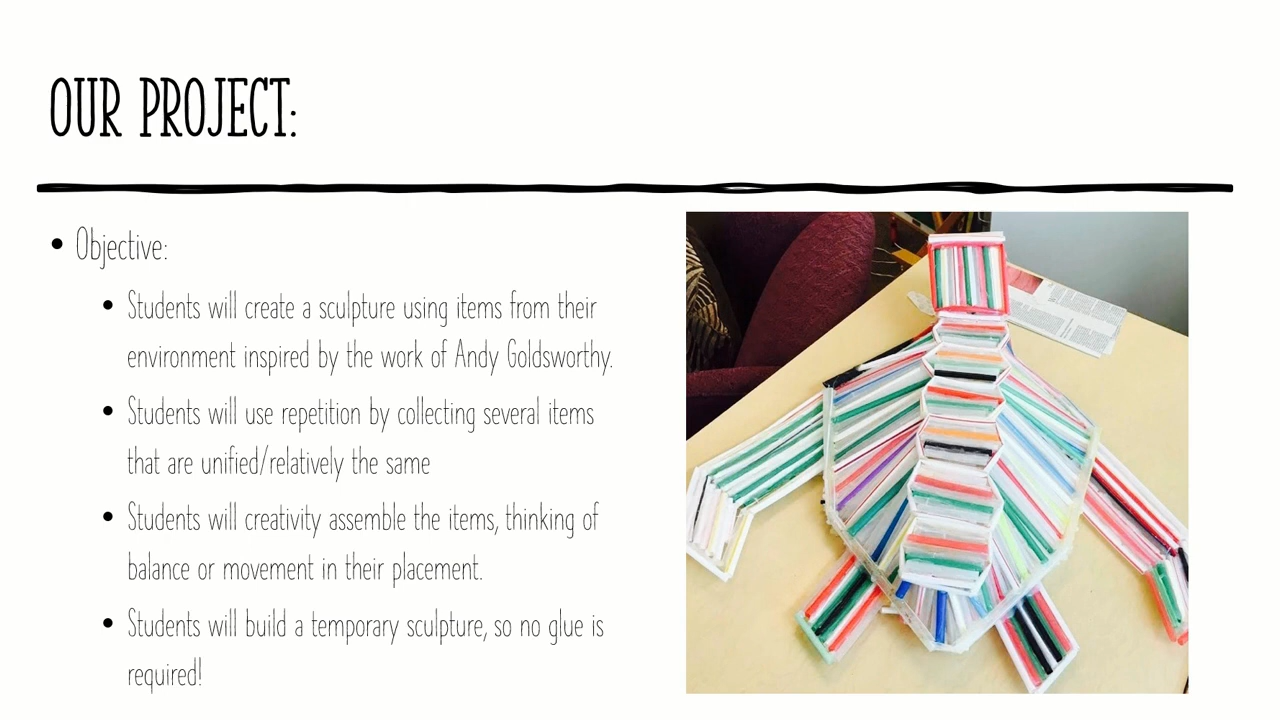 OUR PROJECT:
• Objective:
• Students will create a sculpture using items from their
environment inspired by the work of Andy Goldsworthy.
• Students will use repetition by collecting several items
that are unified/relatively the same
• Students will creativity assemble the items, thinking of
balance or movement in their placement.
• Students will build a temporary sculpture, so no glue is
required!